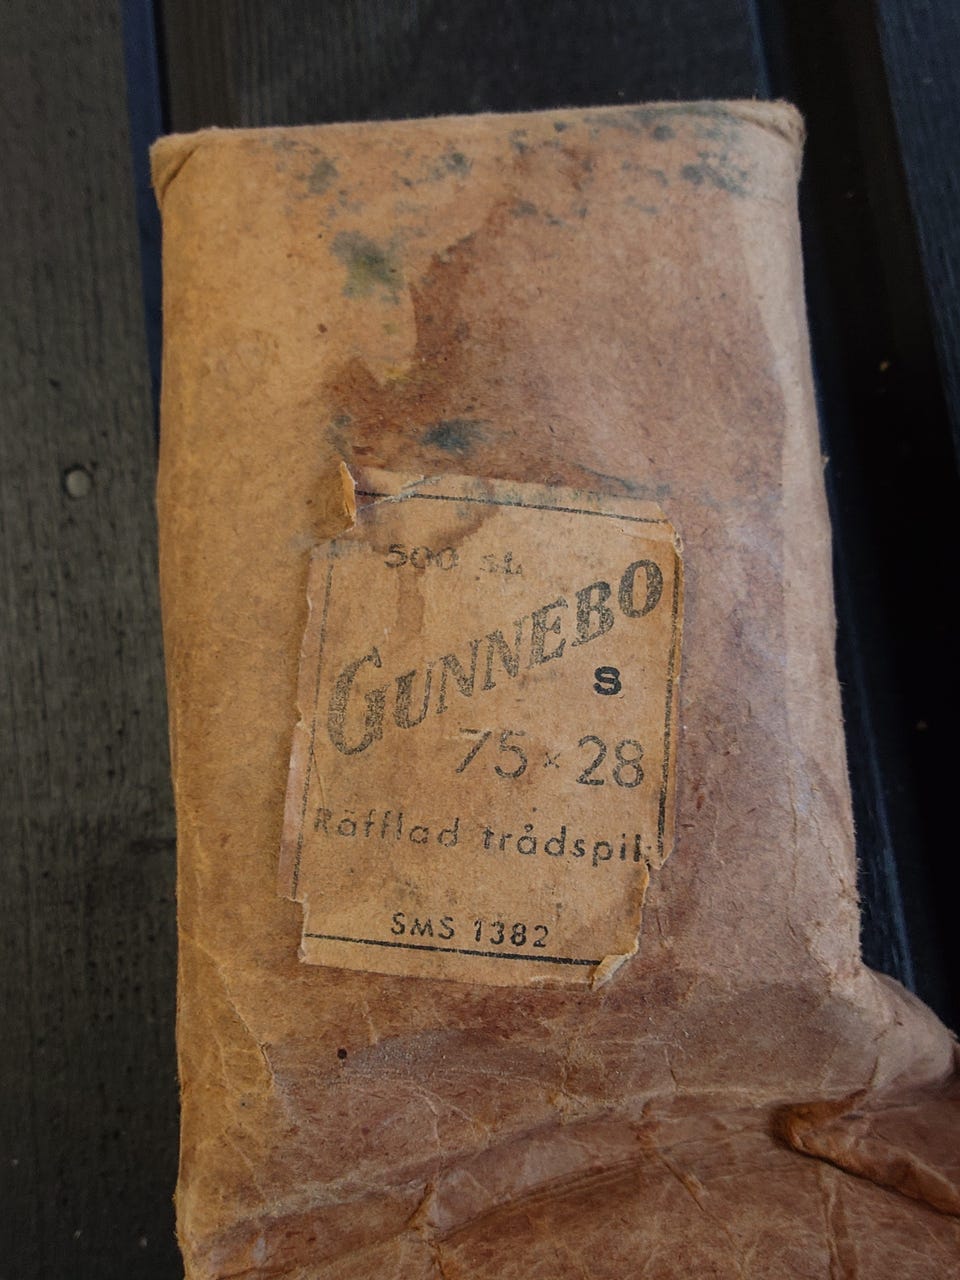 500 st.
GUNNEBO
S
75 × 28
Räfflad trådspik
SMS 1382